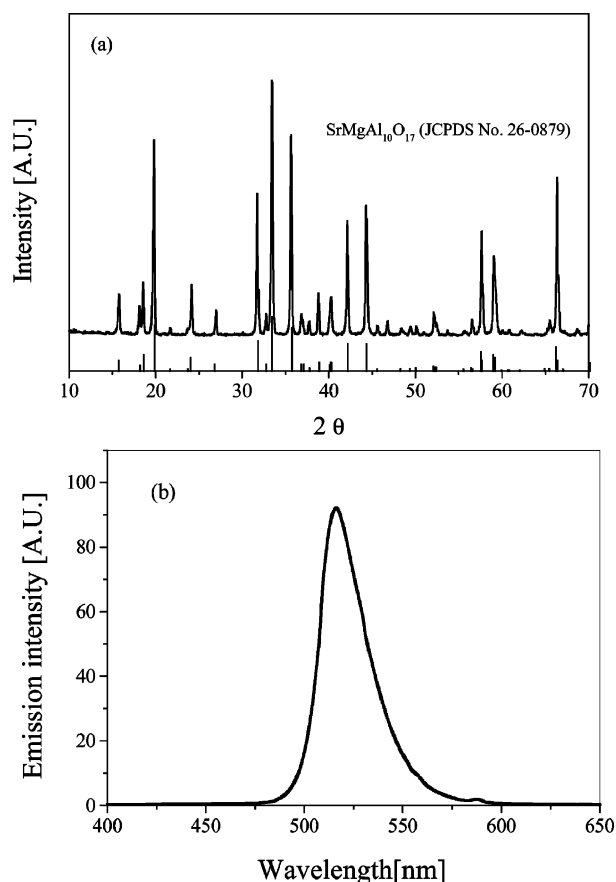 (a)
SrMgAl₁₀O₁₇ (JCPDS No. 26-0879)
Intensity [A.U.]
10 20 30 40 50 60 70
2 θ
(b)
100
80
60
40
20
0
Emission intensity [A.U.]
400 450 500 550 600 650
Wavelength[nm]